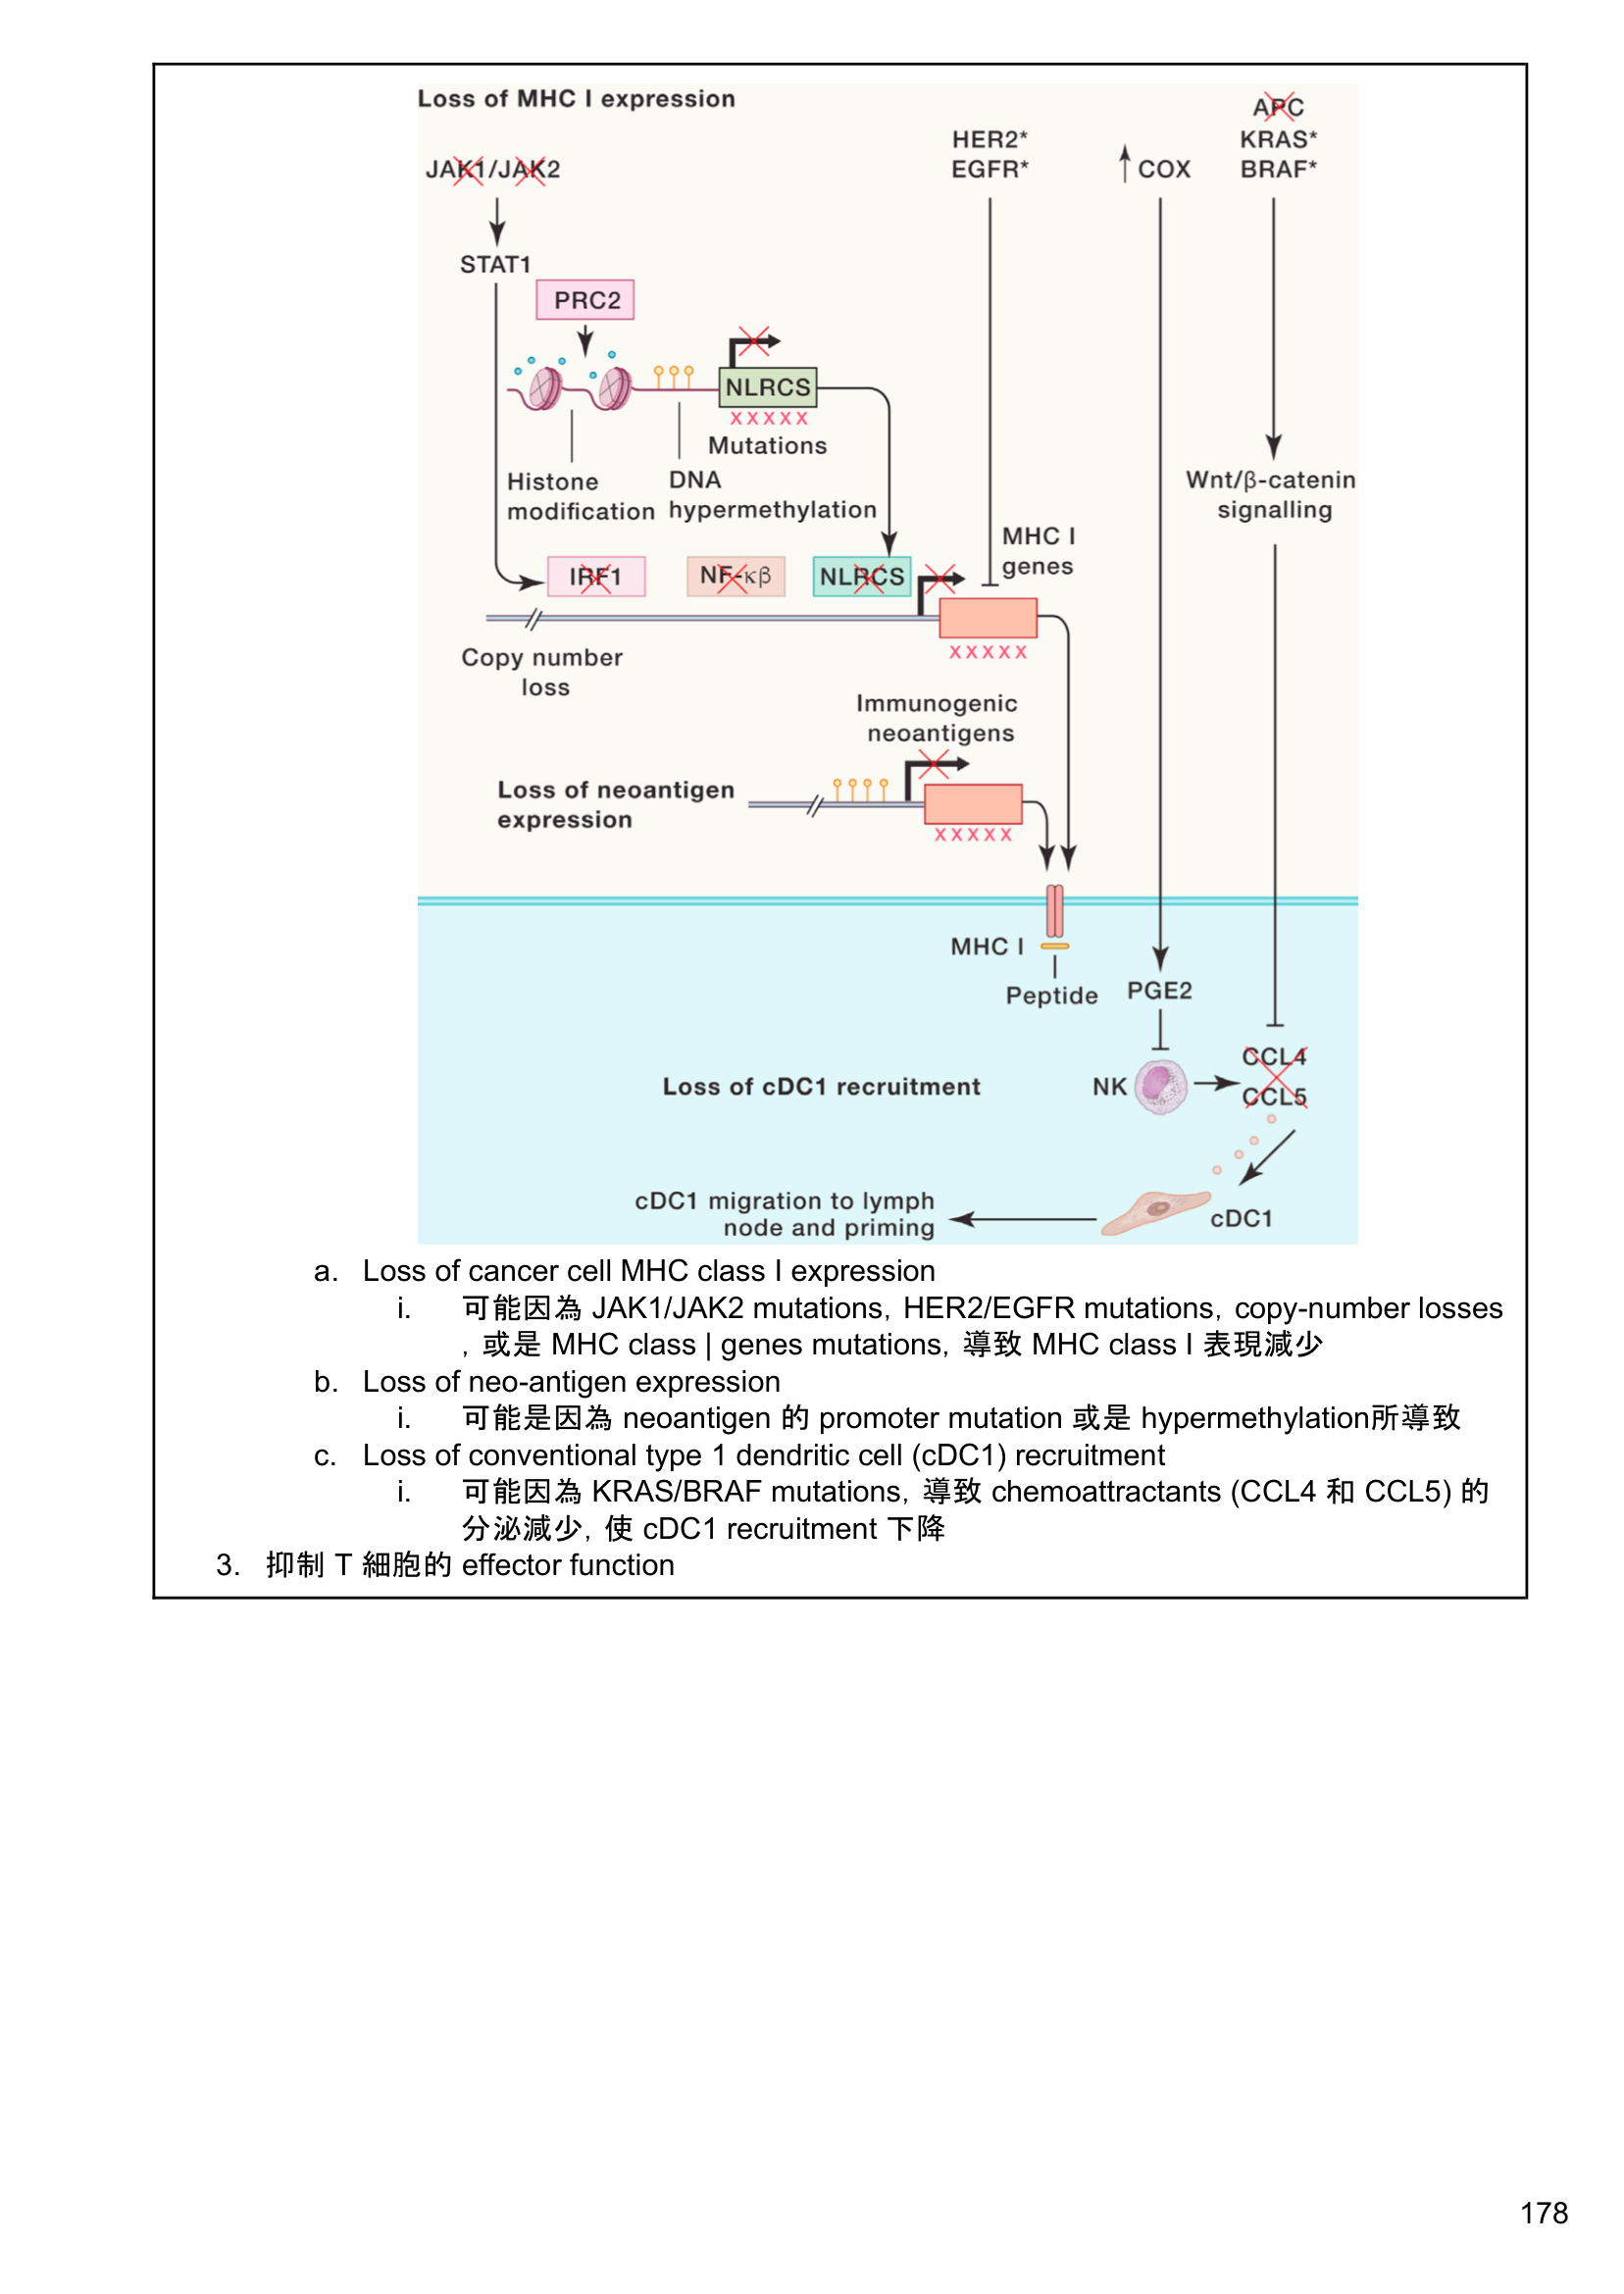 Loss of MHC I expression
APC
HER2*
KRAS*
JAK1/JAK2
EGFR*
COX
BRAF*
STAT1
PRC2
NLRCS
XXXXX
Mutations
Histone
modification
DNA
hypermethylation
Wnt/β-catenin
signalling
MHC I
genes
IRF1
NF-κβ
NLRCS
XXXXX
Copy number
loss
Immunogenic
neoantigens
Loss of neoantigen
expression
XXXXX
MHC I
Peptide
PGE2
CCL4
Loss of cDC1 recruitment
NK
CCL5
cDC1 migration to lymph
node and priming
cDC1
a. Loss of cancer cell MHC class I expression
i. 可能因為 JAK1/JAK2 mutations，HER2/EGFR mutations，copy-number losses
，或是 MHC class | genes mutations，導致 MHC class I 表現減少
b. Loss of neo-antigen expression
i. 可能是因為 neoantigen 的 promoter mutation 或是 hypermethylation所導致
c. Loss of conventional type 1 dendritic cell (cDC1) recruitment
i. 可能因為 KRAS/BRAF mutations，導致 chemoattractants (CCL4 和 CCL5) 的
分泌減少，使 cDC1 recruitment 下降
3. 抑制 T 細胞的 effector function
178